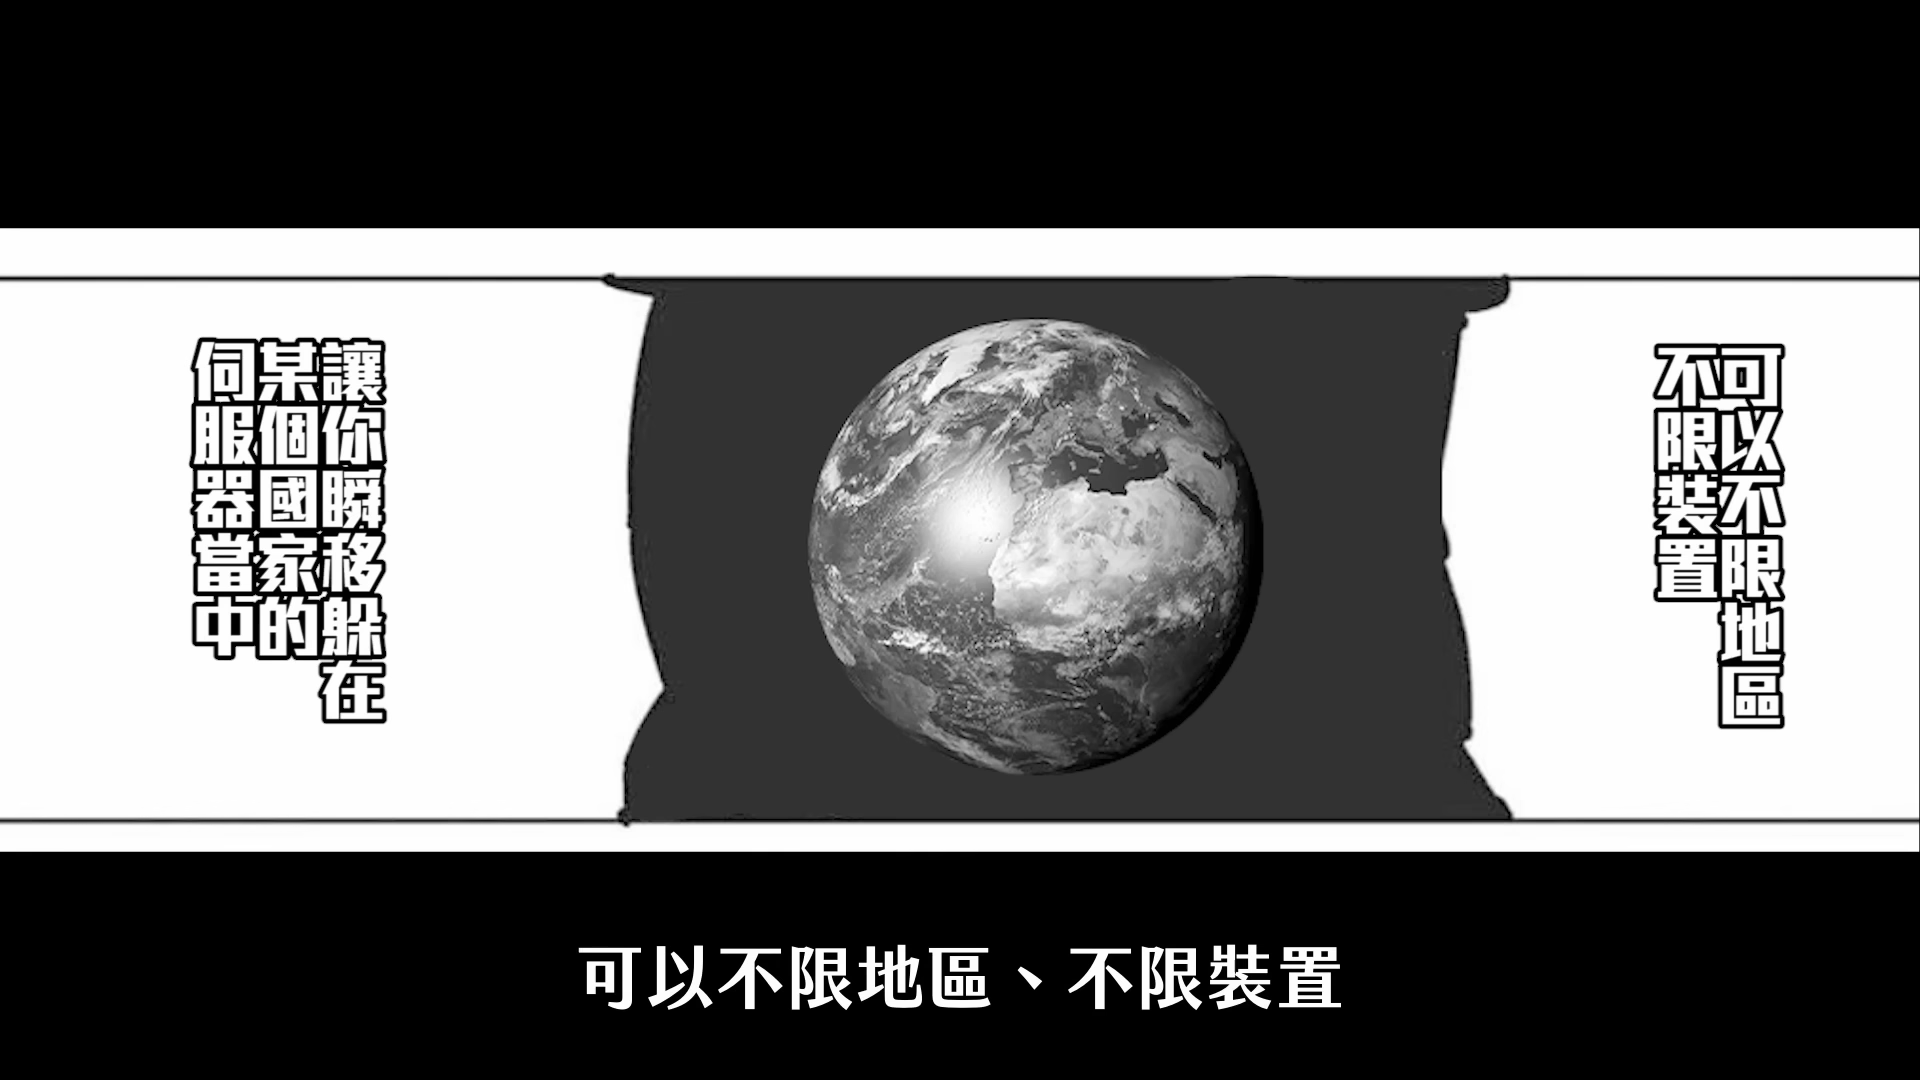 可以不限地區
不限裝置
讓你瞬移躲在
某個國家的
伺服器當中
可以不限地區、不限裝置